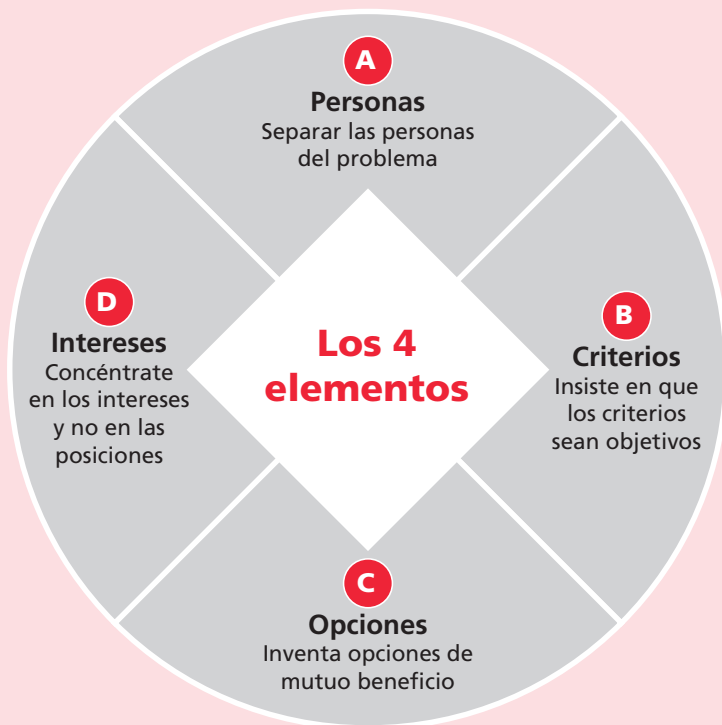 A
Personas
Separar las personas
del problema
B
Criterios
Insiste en que
los criterios
sean objetivos
C
Opciones
Inventa opciones de
mutuo beneficio
D
Intereses
Concéntrate
en los intereses
y no en las
posiciones
Los 4
elementos